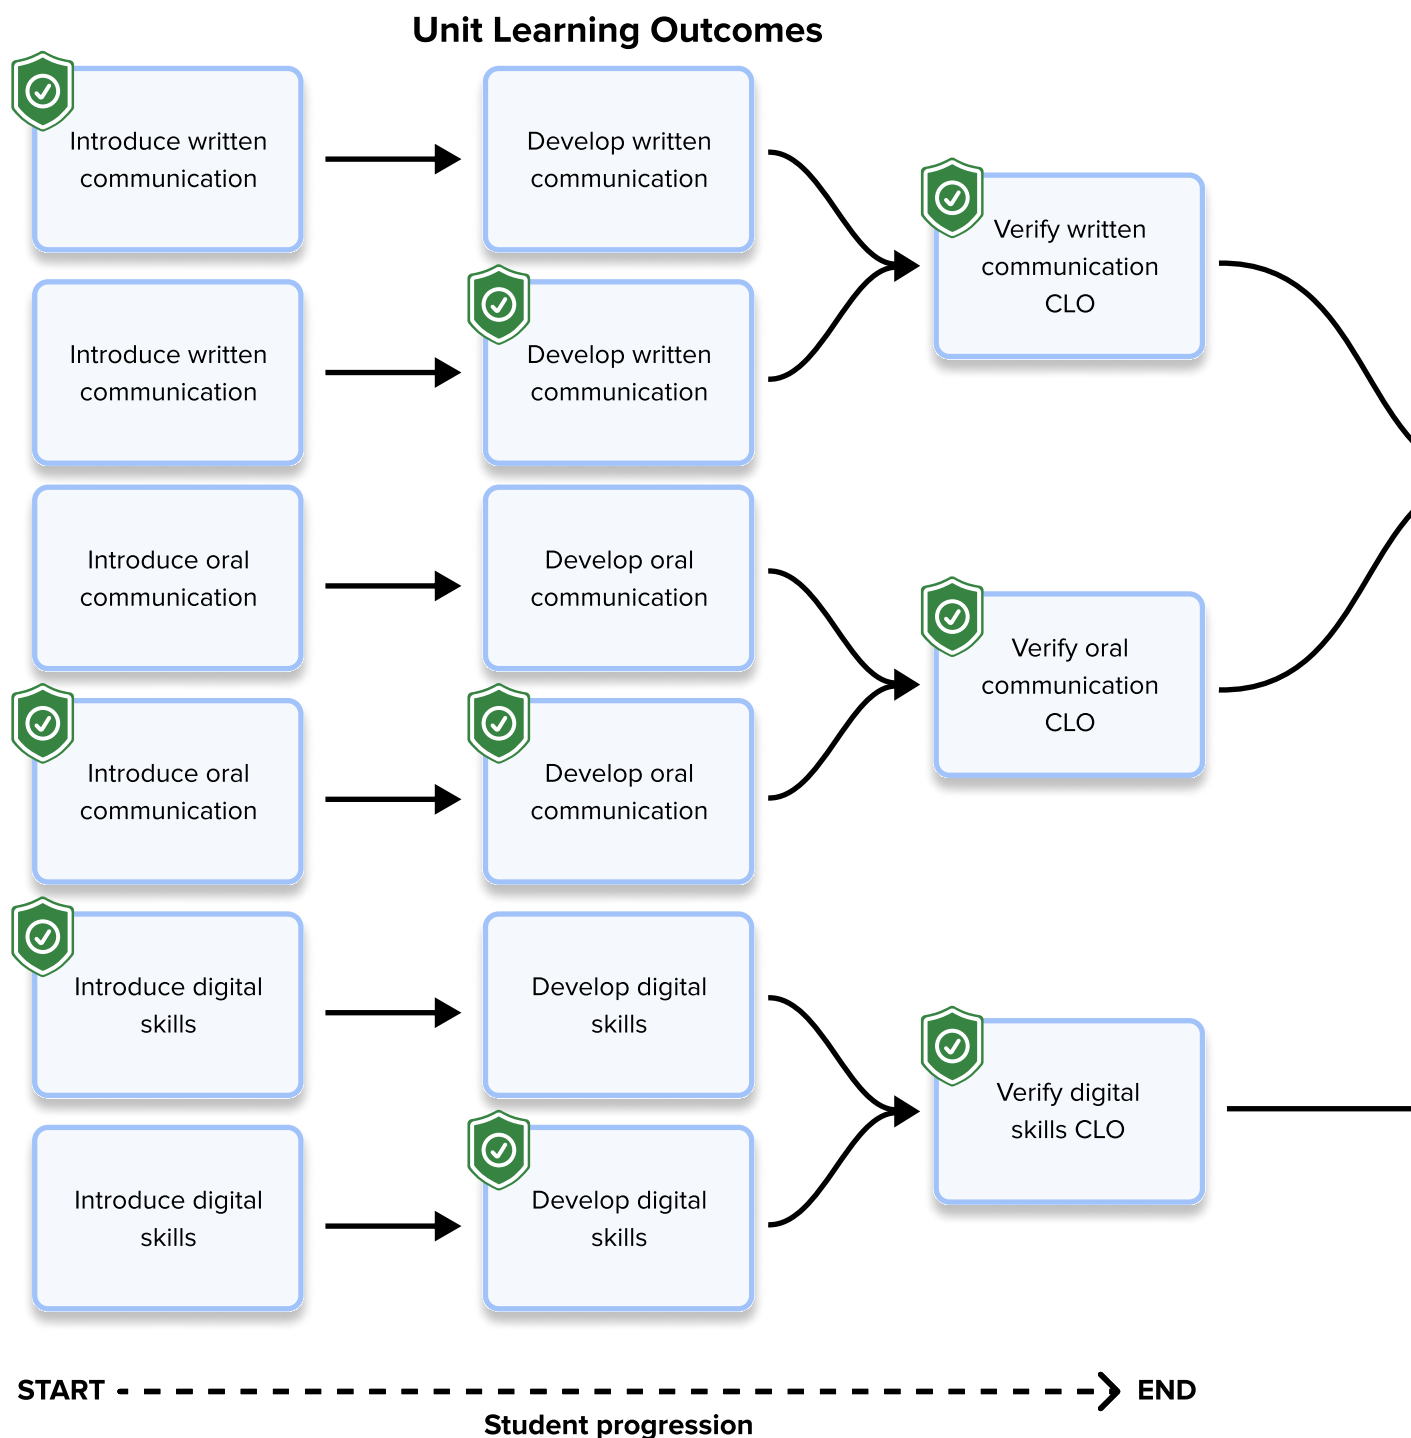 Unit Learning Outcomes
Introduce written
communication
Develop written
communication
Verify written
communication
CLO
Introduce written
communication
Develop written
communication
Introduce oral
communication
Develop oral
communication
Verify oral
communication
CLO
Introduce oral
communication
Develop oral
communication
Introduce digital
skills
Develop digital
skills
Verify digital
skills CLO
Introduce digital
skills
Develop digital
skills
START
END
Student progression